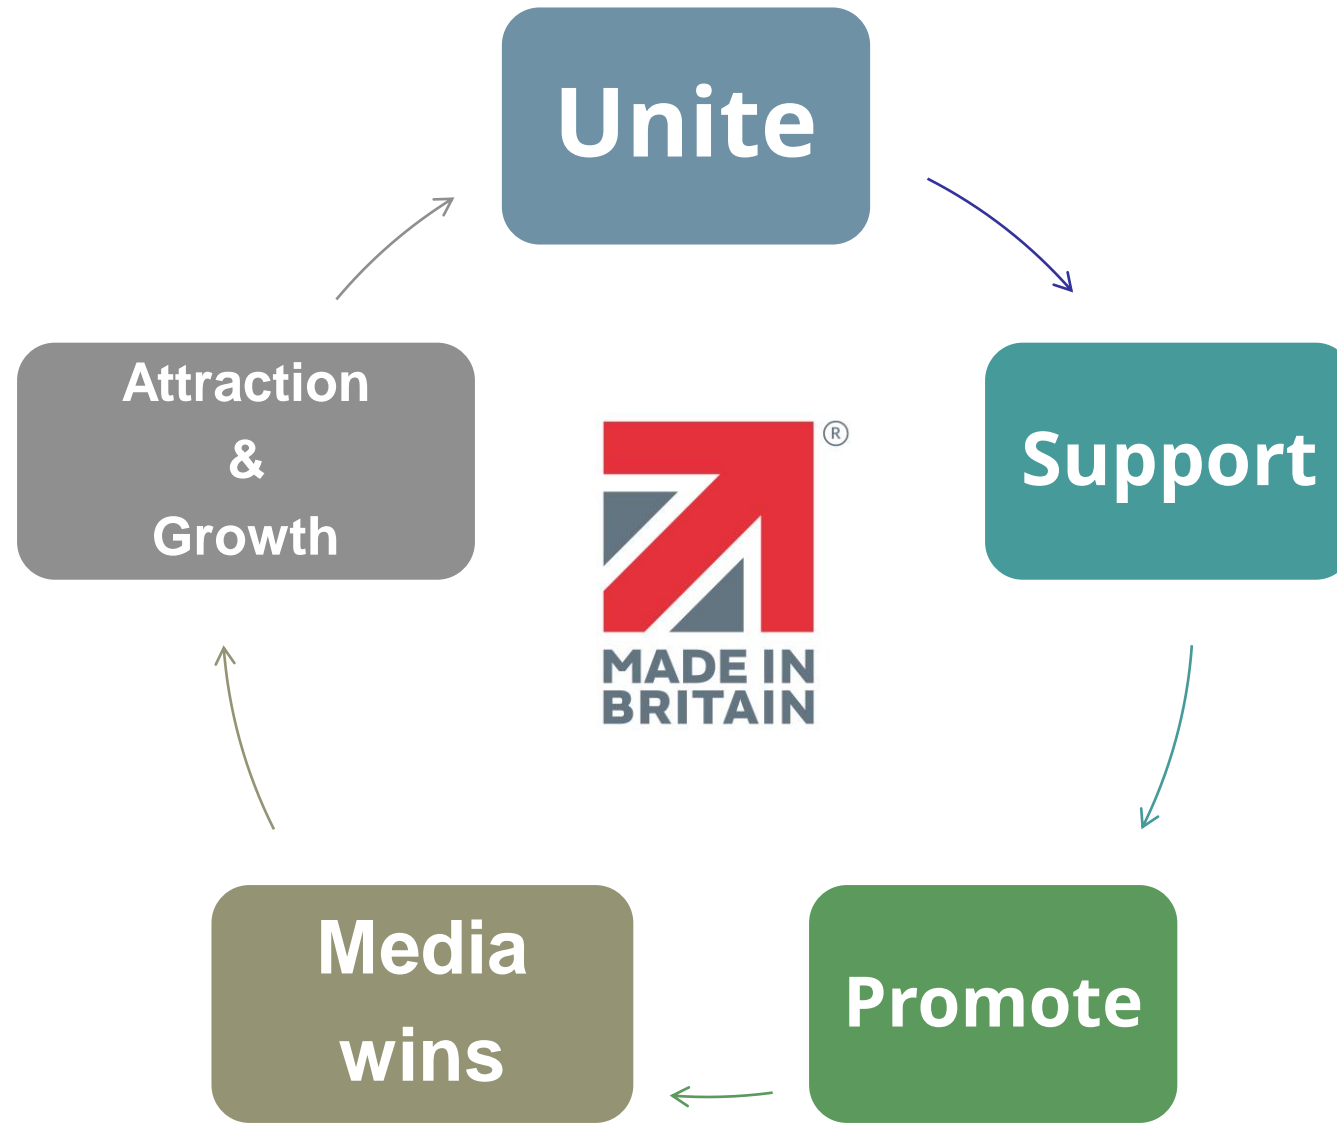 Unite
Support
Promote
Media
wins
Attraction
&
Growth
®
MADE IN
BRITAIN